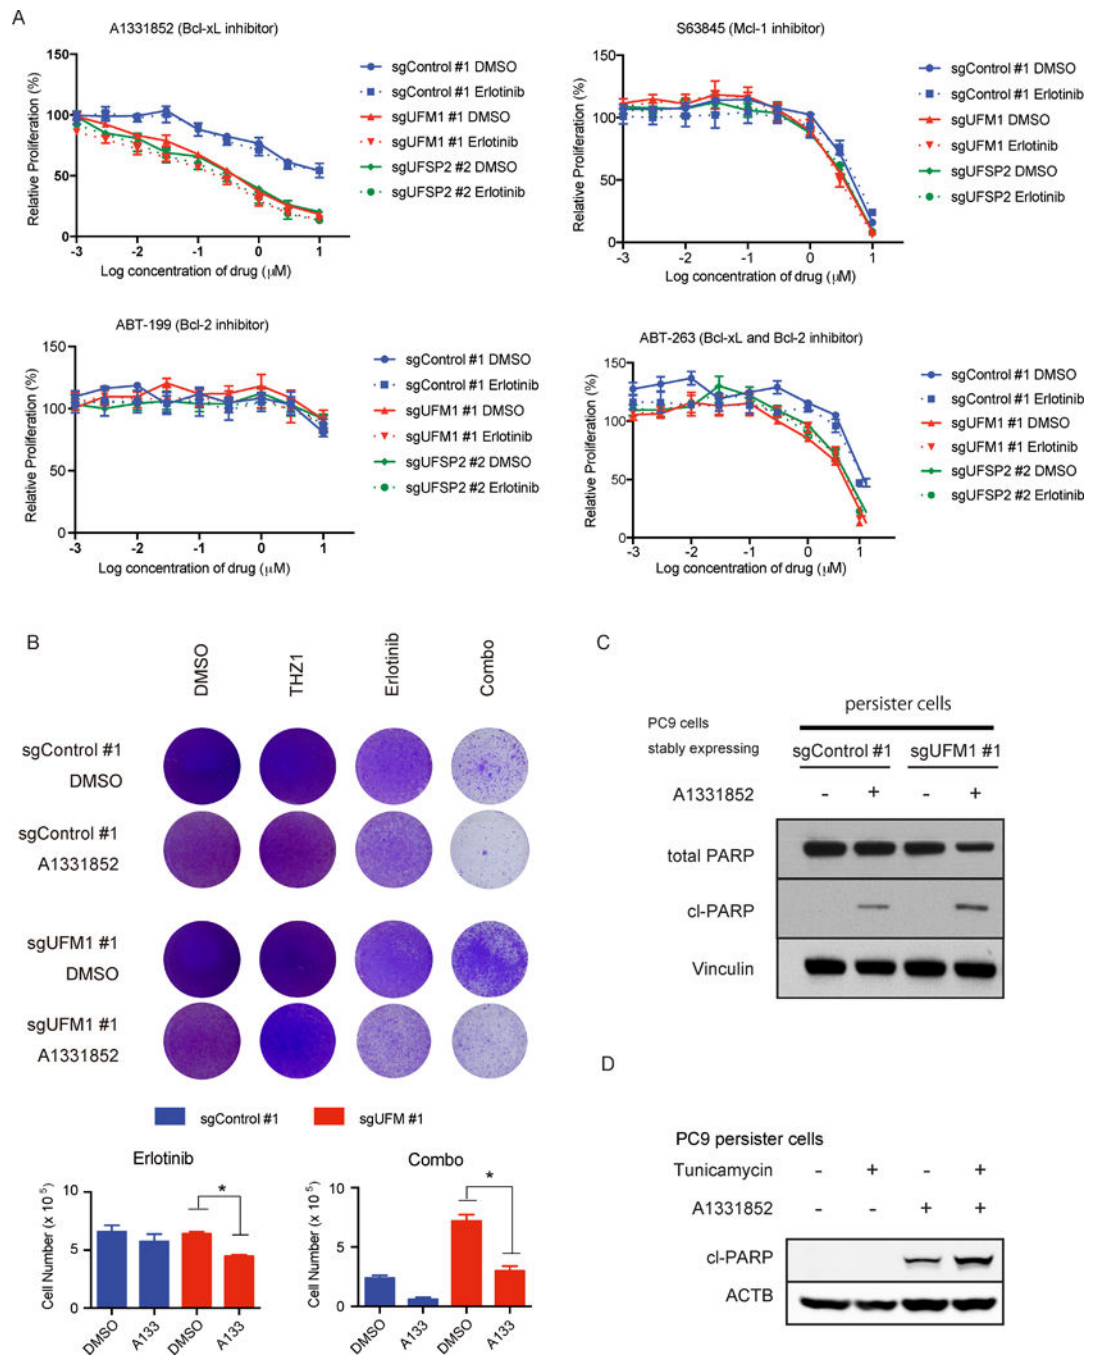 A
A1331852 (Bcl-xL inhibitor)
150
100
50
0
Relative Proliferation (%)
-3
-2
-1
0
1
Log concentration of drug (μM)
sgControl #1 DMSO
sgControl #1 Erlotinib
sgUFM1 #1 DMSO
sgUFM1 #1 Erlotinib
sgUFSP2 #2 DMSO
sgUFSP2 #2 Erlotinib
S63845 (Mcl-1 inhibitor)
150
100
50
0
Relative Proliferation (%)
-3
-2
-1
0
1
Log concentration of drug (μM)
sgControl #1 DMSO
sgControl #1 Erlotinib
sgUFM1 DMSO
sgUFM1 Erlotinib
sgUFSP2 DMSO
sgUFSP2 Erlotinib
ABT-199 (Bcl-2 inhibitor)
150
100
50
0
Relative Proliferation (%)
-3
-2
-1
0
1
Log concentration of drug (μM)
sgControl #1 DMSO
sgControl #1 Erlotinib
sgUFM1 #1 DMSO
sgUFM1 #1 Erlotinib
sgUFSP2 #2 DMSO
sgUFSP2 #2 Erlotinib
ABT-263 (Bcl-xL and Bcl-2 inhibitor)
150
100
50
0
Relative Proliferation (%)
-3
-2
-1
0
1
Log concentration of drug (μM)
sgControl #1 DMSO
sgControl #1 Erlotinib
sgUFM1 #1 DMSO
sgUFM1 #1 Erlotinib
sgUFSP2 #2 DMSO
sgUFSP2 #2 Erlotinib
B
DMSO
THZ1
Erlotinib
Combo
sgControl #1
DMSO
sgControl #1
A1331852
sgUFM1 #1
DMSO
sgUFM1 #1
A1331852
sgControl #1
sgUFM #1
Erlotinib
10
5
0
Cell Number (x 10^5)
*
DMSO
A133
DMSO
A133
Combo
10
5
0
Cell Number (x 10^5)
*
DMSO
A133
DMSO
A133
C
persister cells
PC9 cells
stably expressing
sgControl #1 sgUFM1 #1
A1331852 - + - +
total PARP
cl-PARP
Vinculin
D
PC9 persister cells
Tunicamycin - + - +
A1331852 - - + +
cl-PARP
ACTB